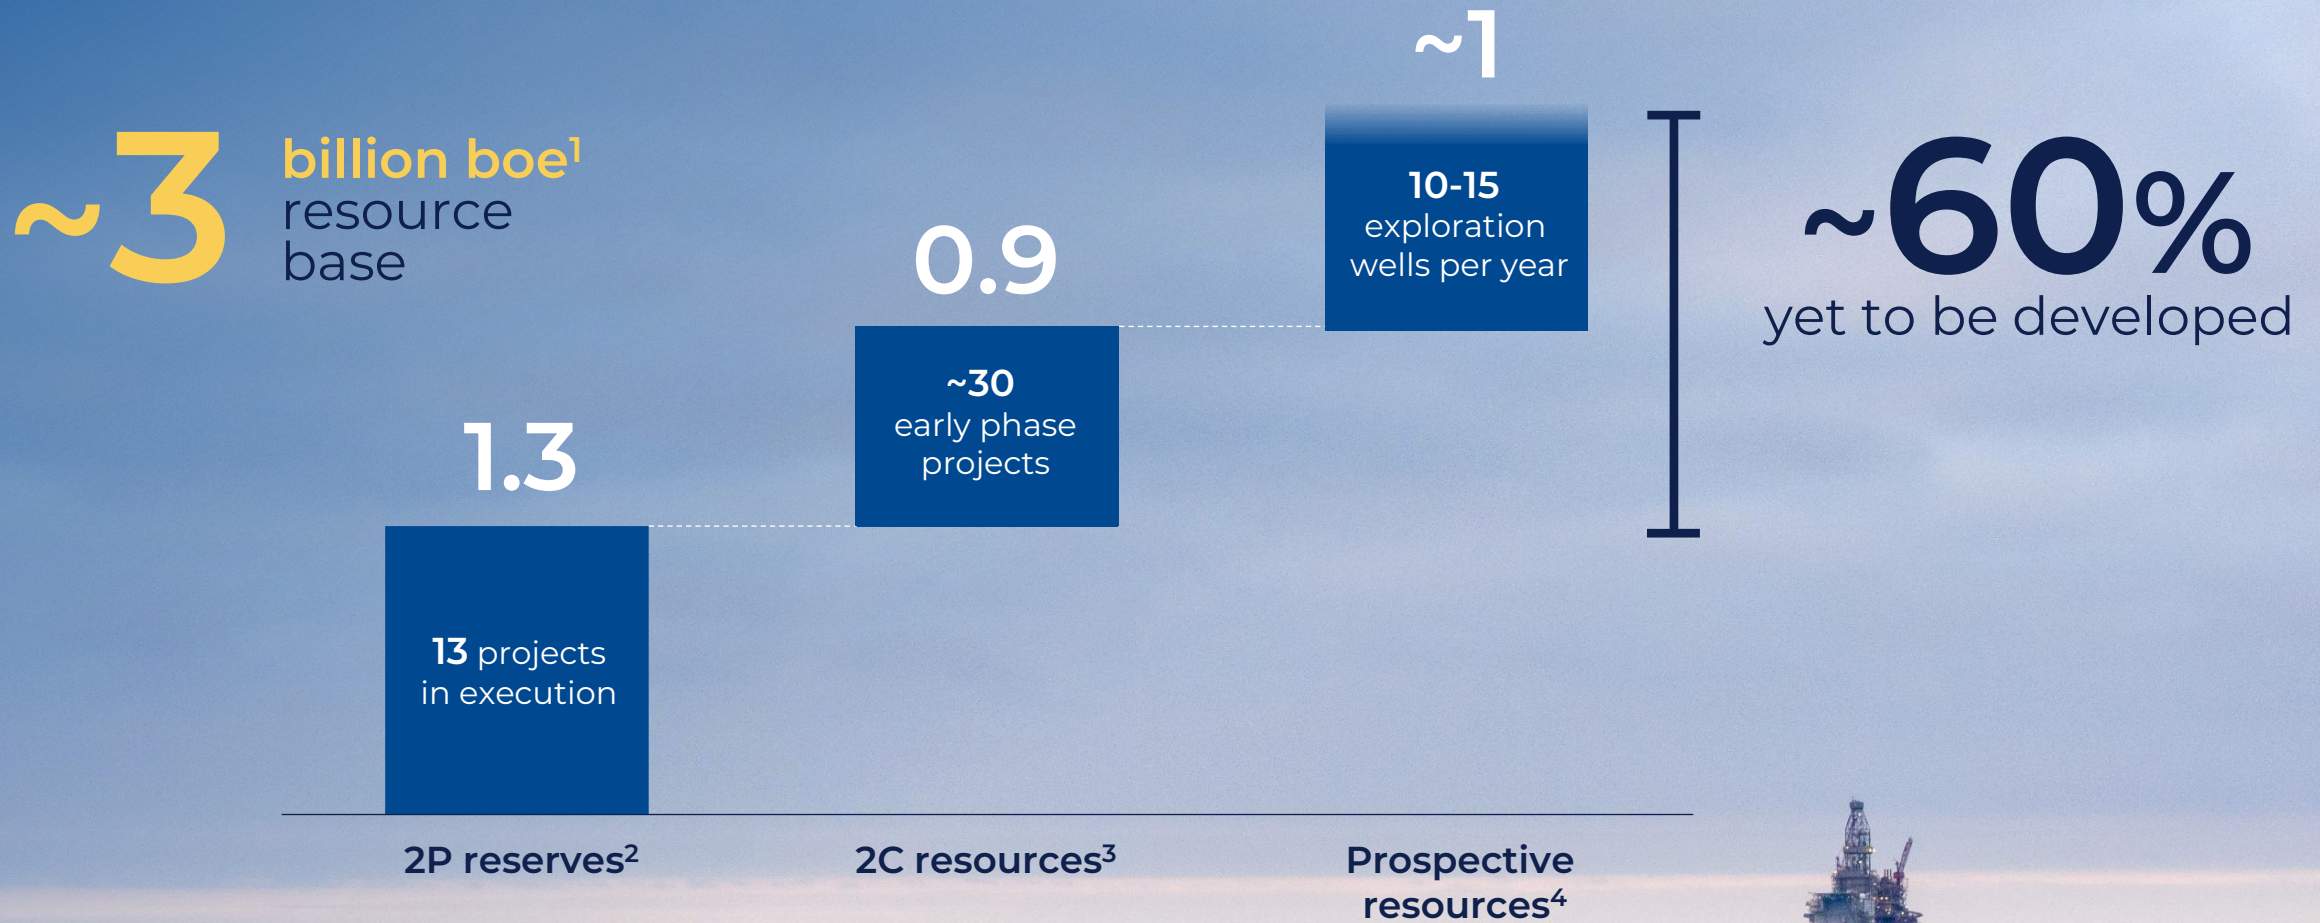 ~3
billion boe¹
resource
base
1.3
13 projects
in execution
2P reserves²
0.9
~30
early phase
projects
2C resources³
~1
10-15
exploration
wells per year
Prospective
resources⁴
~60%
yet to be developed